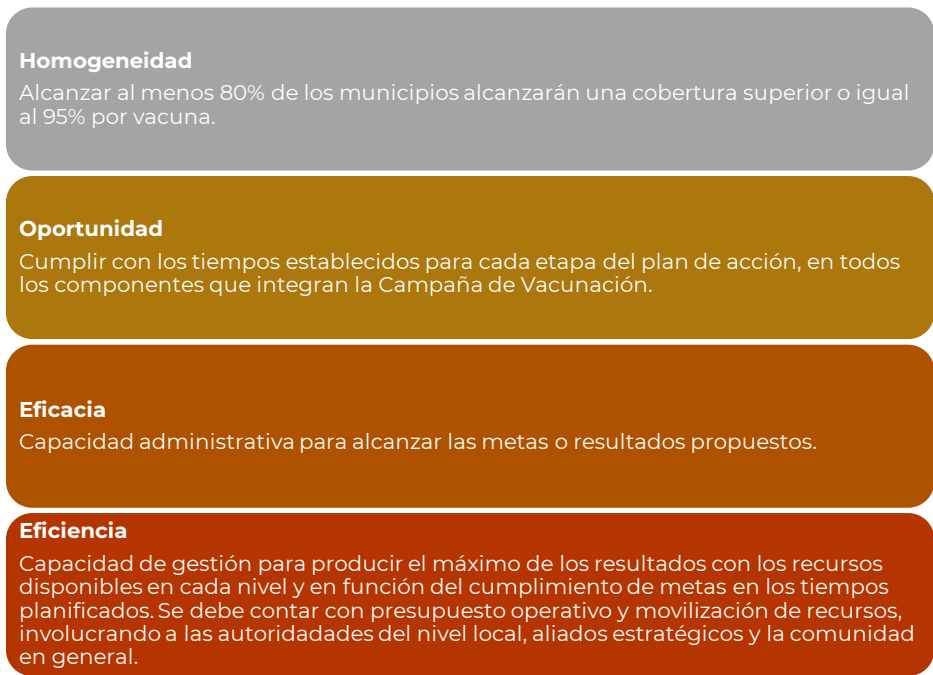 Homogeneidad
Alcanzar al menos 80% de los municipios alcanzarán una cobertura superior o igual
al 95% por vacuna.
Oportunidad
Cumplir con los tiempos establecidos para cada etapa del plan de acción, en todos
los componentes que integran la Campaña de Vacunación.
Eficacia
Capacidad administrativa para alcanzar las metas o resultados propuestos.
Eficiencia
Capacidad de gestión para producir el máximo de los resultados con los recursos
disponibles en cada nivel y en función del cumplimiento de metas en los tiempos
planificados. Se debe contar con presupuesto operativo y movilización de recursos,
involucrando a las autoridadades del nivel local, aliados estratégicos y la comunidad
en general.